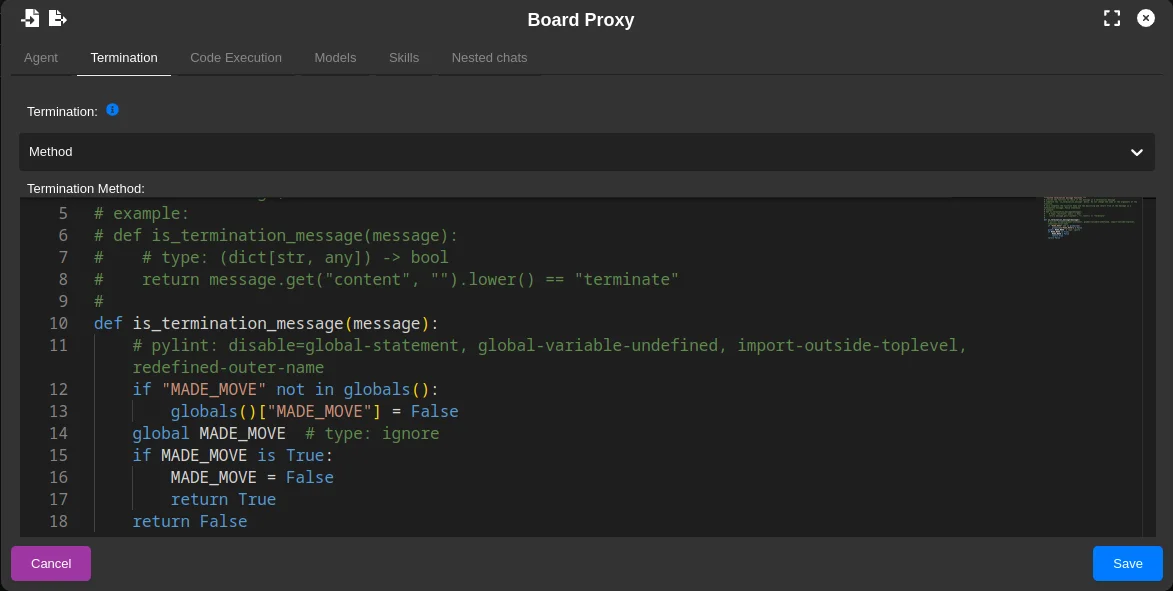 Board Proxy
Agent Termination Code Execution Models Skills Nested chats
Termination:
Method
Termination Method:
5 # example:
6 # def is_termination_message(message):
7 #    # type: (dict[str, any]) -> bool
8 #    return message.get("content", "").lower() == "terminate"
9 #
10 def is_termination_message(message):
11     # pylint: disable=global-statement, global-variable-undefined, import-outside-toplevel,
redefined-outer-name
12     if "MADE_MOVE" not in globals():
13         globals()["MADE_MOVE"] = False
14     global MADE_MOVE  # type: ignore
15     if MADE_MOVE is True:
16         MADE_MOVE = False
17         return True
18     return False
Cancel Save